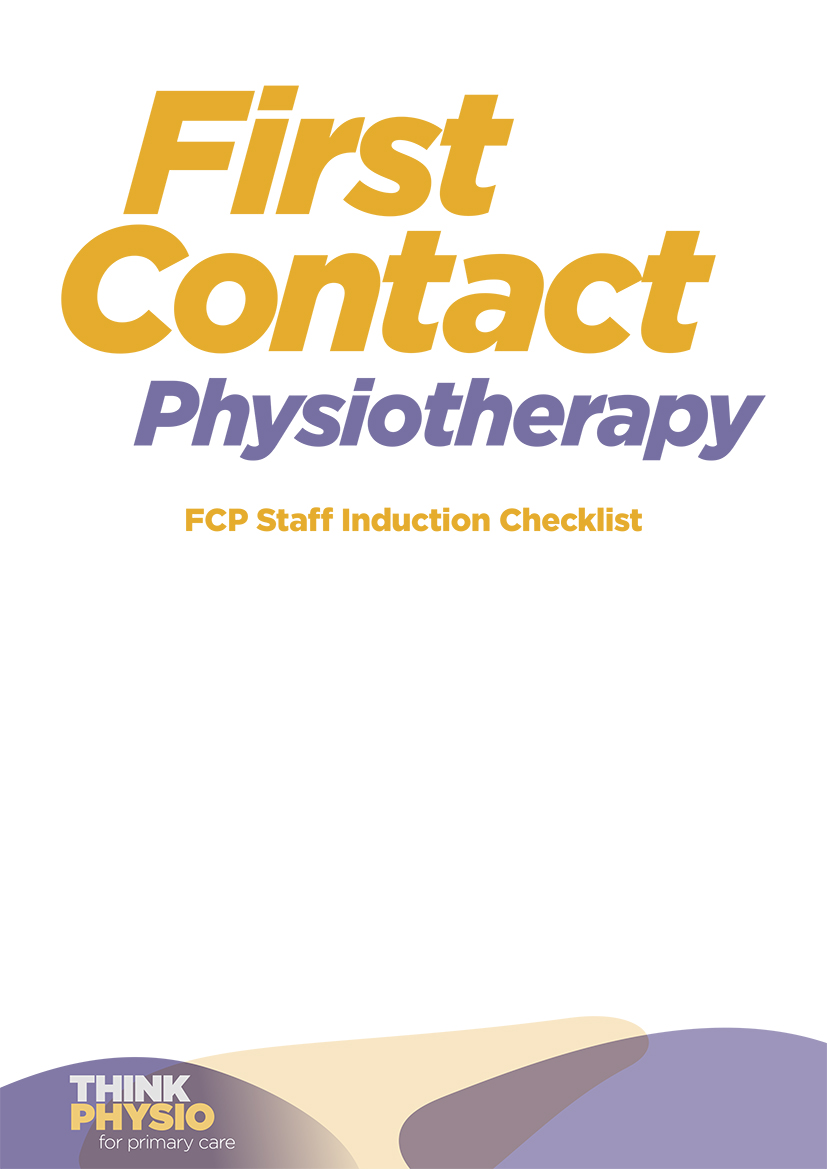 First
Contact
Physiotherapy
FCP Staff Induction Checklist
THINK
PHYSIO
for primary care